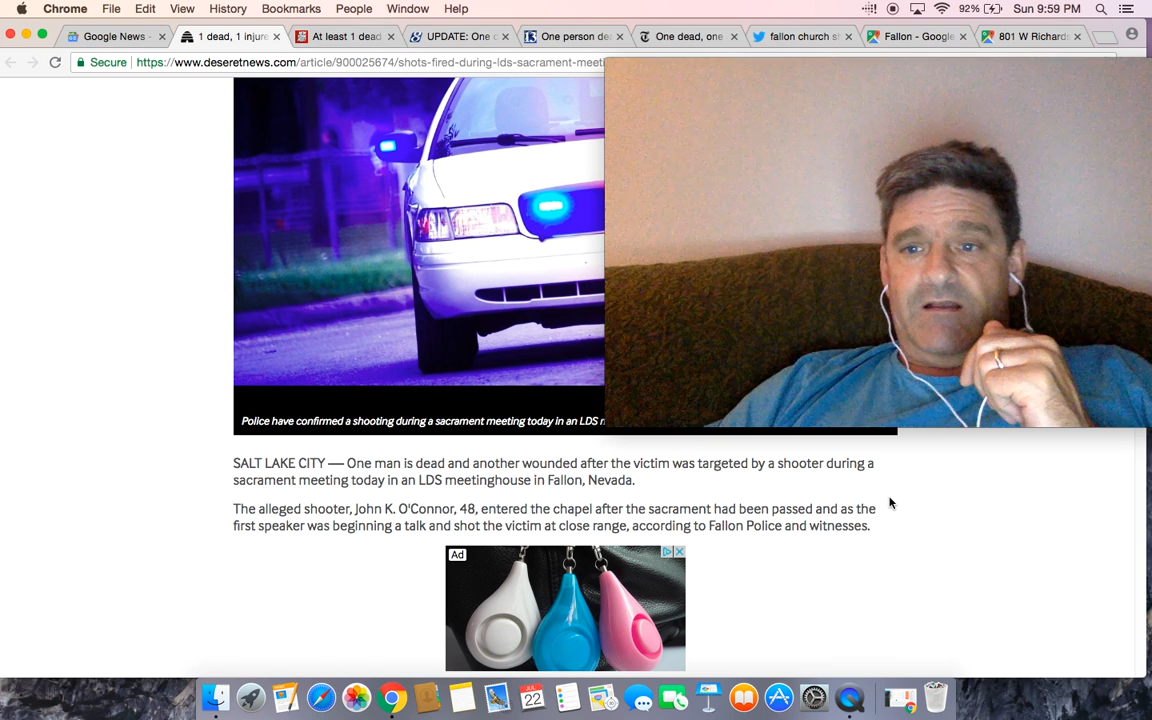 Chrome File Edit View History Bookmarks People Window Help 92% Sun 9:59 PM
Google News - 1 dead, 1 injure At least 1 dead UPDATE: One One person de One dead, one fallon church s Fallon - Google 801 W Richards
Secure https://www.deseretnews.com/article/900025674/shots-fired-during-lds-sacrament-meeti
Police have confirmed a shooting during a sacrament meeting today in an LDS
SALT LAKE CITY — One man is dead and another wounded after the victim was targeted by a shooter during a
sacrament meeting today in an LDS meetinghouse in Fallon, Nevada.
The alleged shooter, John K. O'Connor, 48, entered the chapel after the sacrament had been passed and as the
first speaker was beginning a talk and shot the victim at close range, according to Fallon Police and witnesses.
Ad
JUL
22